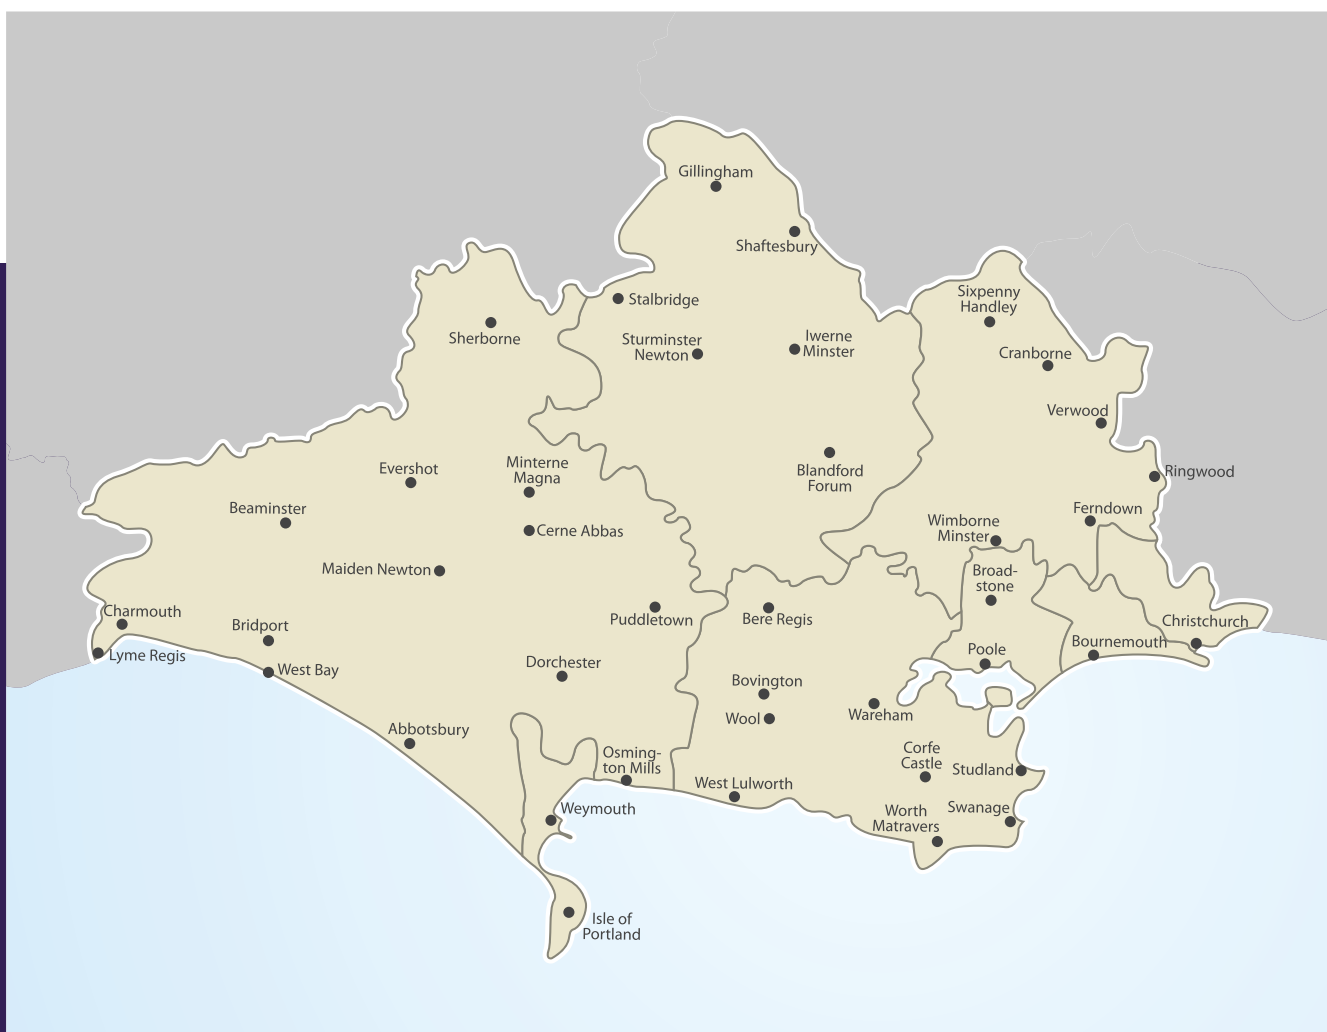 Gillingham
Shaftesbury
Sixpenny
Handley
Stalbridge
Sherborne
Sturminster
Newton
Iwerne
Minster
Cranborne
Verwood
Evershot
Minterne
Magna
Blandford
Forum
Ringwood
Beaminster
Cerne Abbas
Wimborne
Minster
Ferndown
Maiden Newton
Broad-
stone
Charmouth
Bridport
Puddletown
Bere Regis
Christchurch
Lyme Regis
West Bay
Dorchester
Poole
Bournemouth
Bovington
Wool
Wareham
Abbotsbury
Osming-
ton Mills
Corfe
Castle
Studland
West Lulworth
Weymouth
Worth
Matravers
Swanage
Isle of
Portland